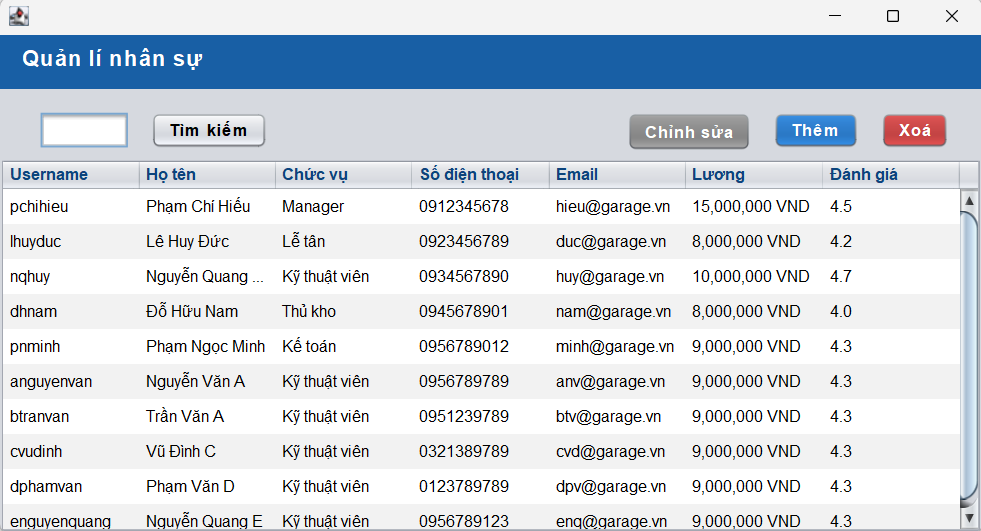 Quản lí nhân sự
Tìm kiếm Chỉnh sửa Thêm Xoá
Username Họ tên Chức vụ Số điện thoại Email Lương Đánh giá
pchihieu Phạm Chí Hiếu Manager 0912345678 hieu@garage.vn 15,000,000 VND 4.5
lhuyduc Lê Huy Đức Lễ tân 0923456789 duc@garage.vn 8,000,000 VND 4.2
nqhuy Nguyễn Quang ... Kỹ thuật viên 0934567890 huy@garage.vn 10,000,000 VND 4.7
dhnam Đỗ Hữu Nam Thủ kho 0945678901 nam@garage.vn 8,000,000 VND 4.0
pnminh Phạm Ngọc Minh Kế toán 0956789012 minh@garage.vn 9,000,000 VND 4.3
anguyenvan Nguyễn Văn A Kỹ thuật viên 0956789789 anv@garage.vn 9,000,000 VND 4.3
btranvan Trần Văn A Kỹ thuật viên 0951239789 btv@garage.vn 9,000,000 VND 4.3
cvudinh Vũ Đình C Kỹ thuật viên 0321389789 cvd@garage.vn 9,000,000 VND 4.3
dphamvan Phạm Văn D Kỹ thuật viên 0123789789 dpv@garage.vn 9,000,000 VND 4.3
enguyenquang Nguyễn Quang E Kỹ thuật viên 0956789123 enq@garage.vn 9,000,000 VND 4.3